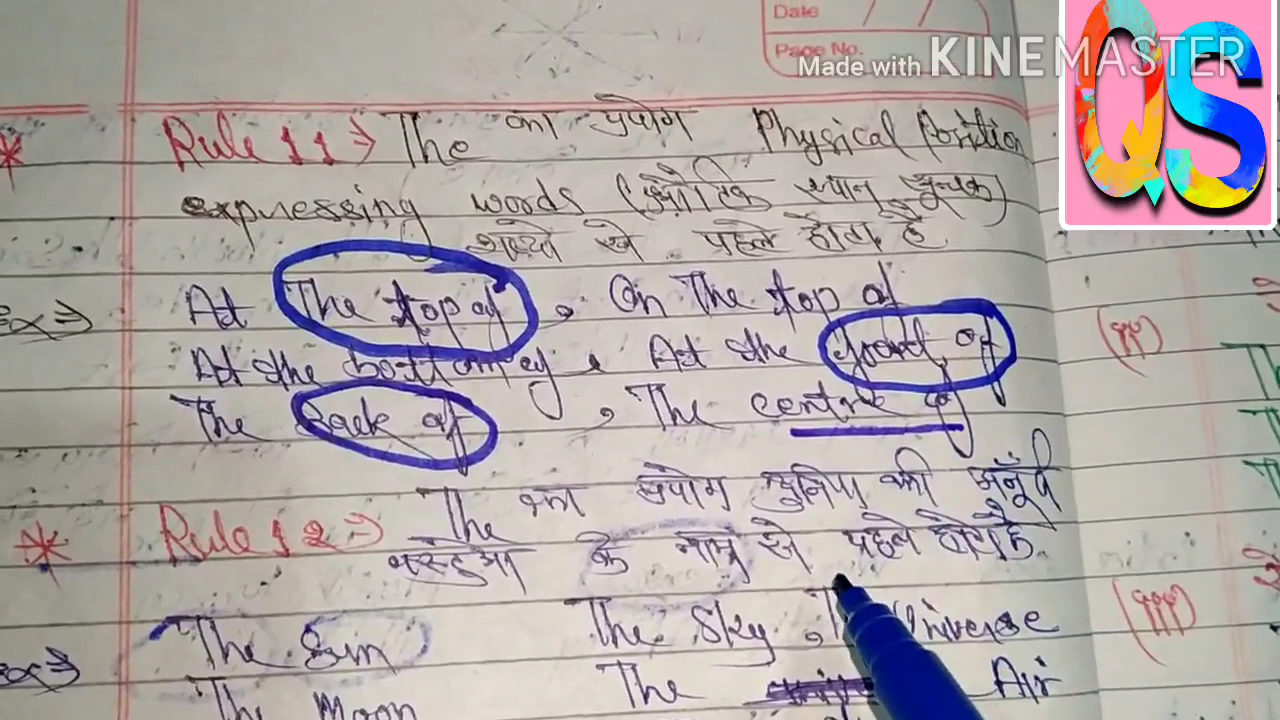 Date / /
Page No.
Made with KINEMASTER
QS
* Rule 11 → The का प्रयोग Physical Position
expressing words (भौतिक स्थान सूचक)
शब्दों से पहले होता है
Ex ⇒ At The top of , On The top of
At the bottom of , At the front of
The Back of , The centre of
* Rule 12 → The का प्रयोग दुनिया की अनूठी
वस्तुओ के नाम से पहले होता है
Ex ⇒ The Sun The Sky , The Universe
The Moon The Air